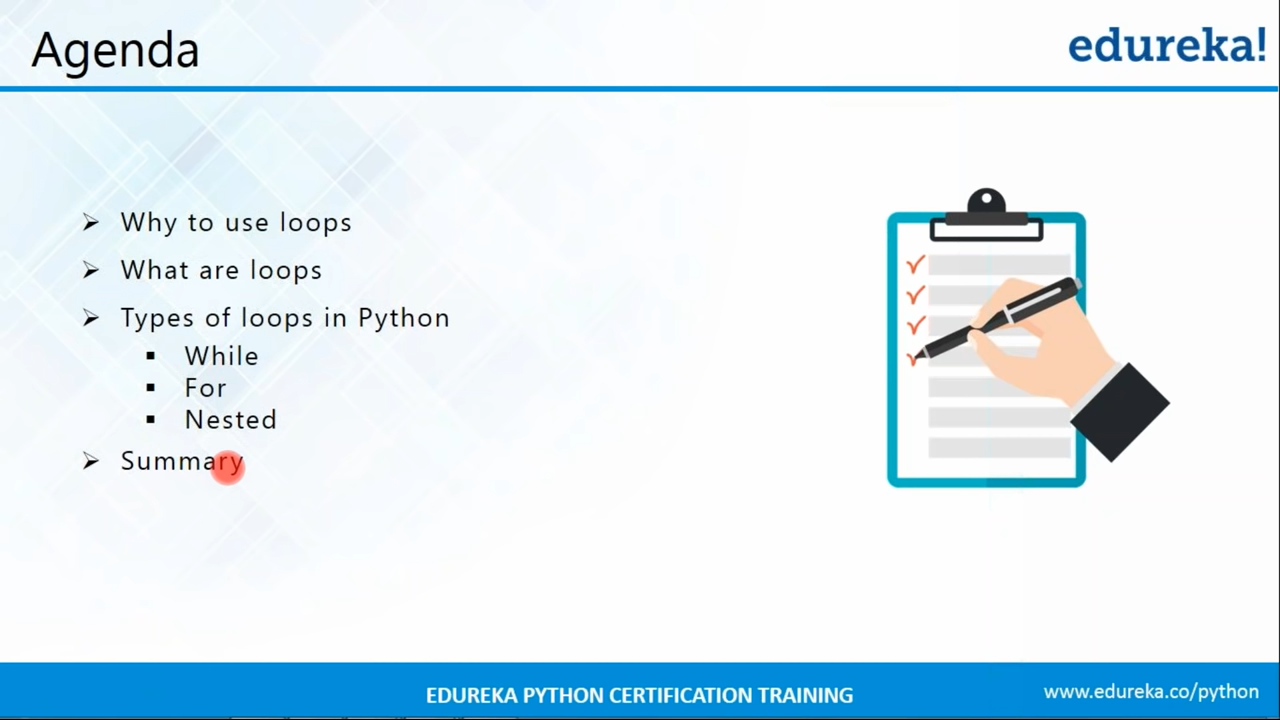 Agenda
edureka!
Why to use loops
What are loops
Types of loops in Python
While
For
Nested
Summary
EDUREKA PYTHON CERTIFICATION TRAINING
www.edureka.co/python